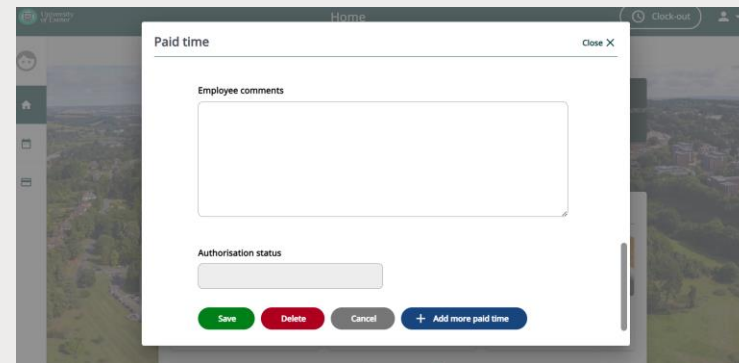 University
of Exeter
Home
Clock-out
Paid time
Close X
Employee comments
Authorisation status
Save
Delete
Cancel
+ Add more paid time